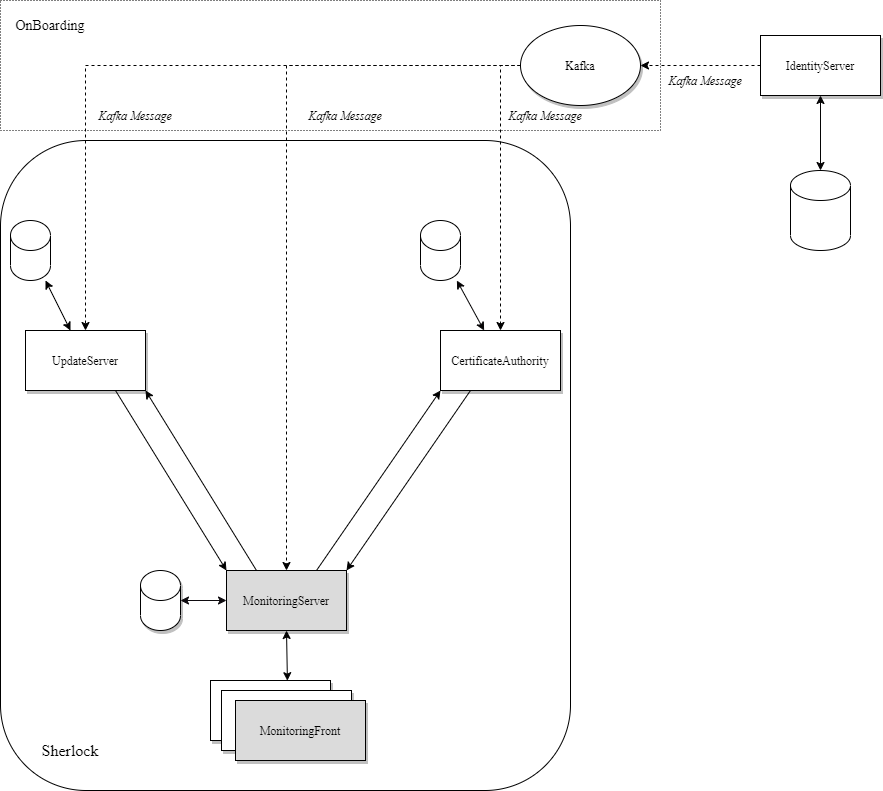 OnBoarding
Kafka
IdentityServer
Kafka Message
Kafka Message
Kafka Message
Kafka Message
UpdateServer
CertificateAuthority
MonitoringServer
MonitoringFront
Sherlock